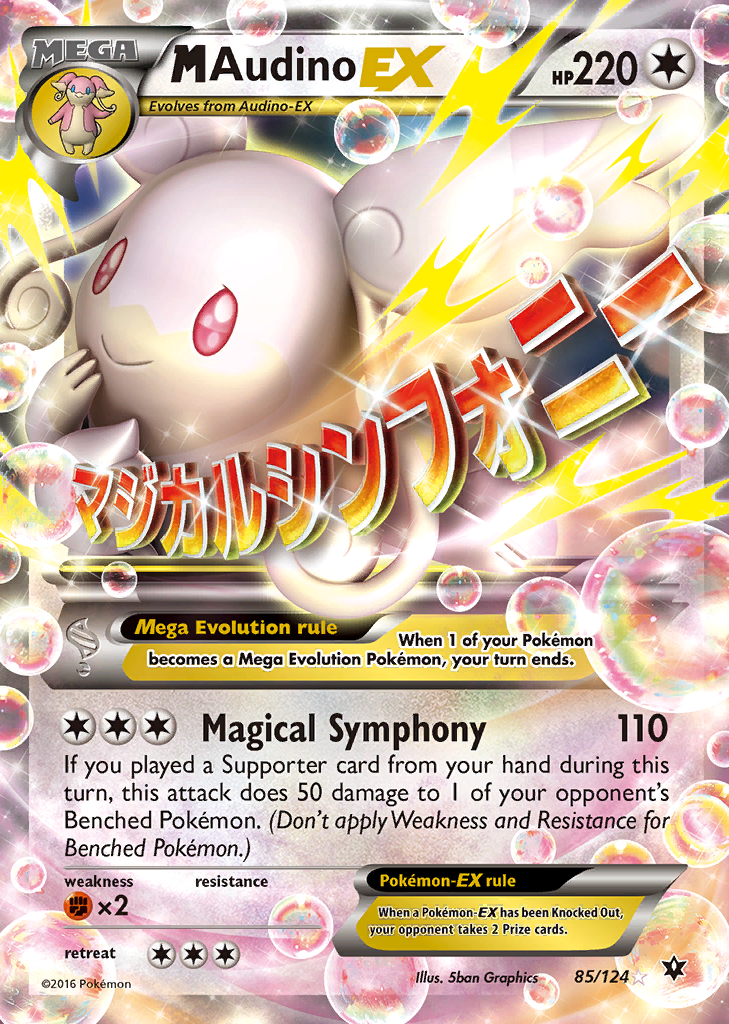 MEGA
MAudinoEX
HP220
Evolves from Audino-EX
マジカルシンフォニー
Mega Evolution rule
When 1 of your Pokémon
becomes a Mega Evolution Pokémon, your turn ends.
Magical Symphony 110
If you played a Supporter card from your hand during this
turn, this attack does 50 damage to 1 of your opponent's
Benched Pokémon. (Don't apply Weakness and Resistance for
Benched Pokémon.)
weakness resistance
×2
Pokémon-EX rule
When a Pokémon-EX has been Knocked Out,
your opponent takes 2 Prize cards.
retreat
©2016 Pokémon
Illus. 5ban Graphics 85/124